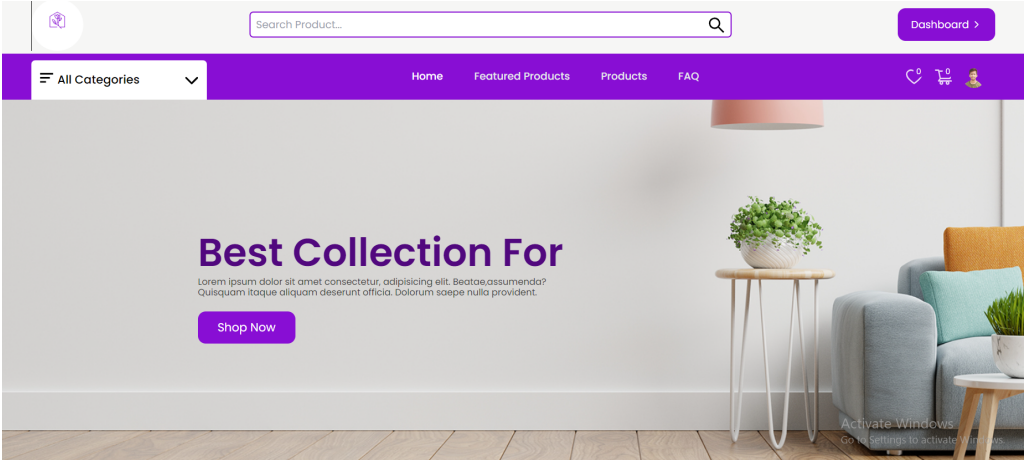 Search Product...
Dashboard
All Categories
Home
Featured Products
Products
FAQ
0
0
Best Collection For
Lorem ipsum dolor sit amet consectetur, adipisicing elit. Beatae,assumenda?
Quisquam itaque aliquam deserunt officia. Dolorum saepe nulla provident.
Shop Now
Activate Windows
Go to Settings to activate Windows.